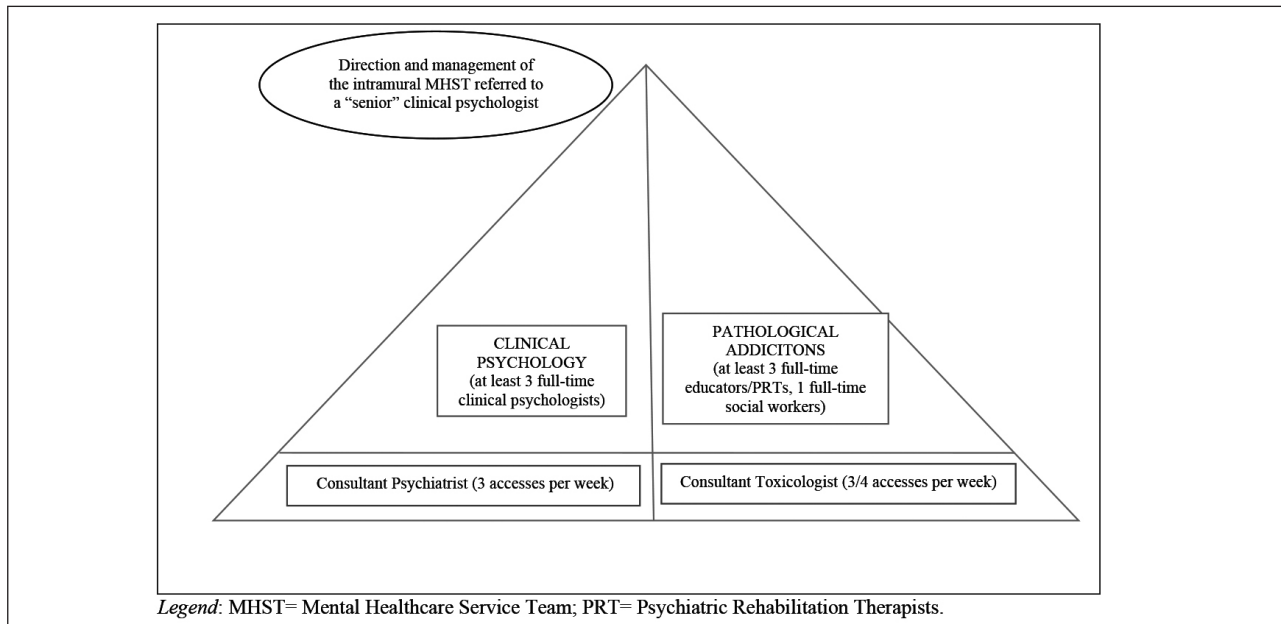 Direction and management of
the intramural MHST referred to
a “senior” clinical psychologist
CLINICAL
PSYCHOLOGY
(at least 3 full-time
clinical psychologists)
PATHOLOGICAL
ADDICITONS
(at least 3 full-time
educators/PRTs, 1 full-time
social workers)
Consultant Psychiatrist (3 accesses per week)
Consultant Toxicologist (3/4 accesses per week)
Legend: MHST= Mental Healthcare Service Team; PRT= Psychiatric Rehabilitation Therapists.